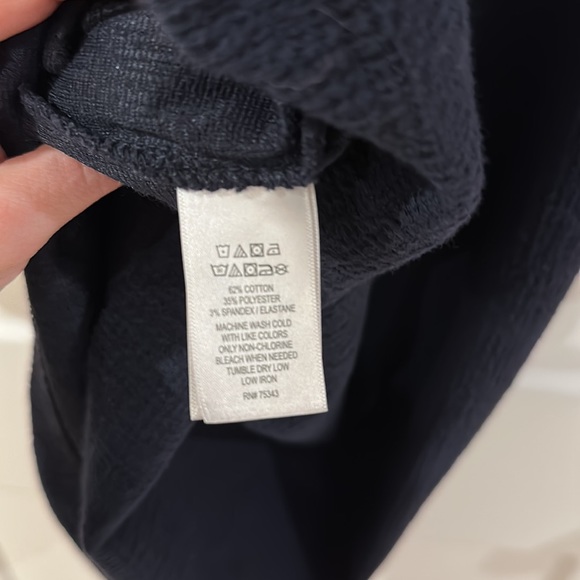 62% COTTON
35% POLYESTER
3% SPANDEX / ELASTANE
MACHINE WASH COLD
WITH LIKE COLORS
ONLY NON-CHLORINE
BLEACH WHEN NEEDED
TUMBLE DRY LOW
LOW IRON
RN# 75343